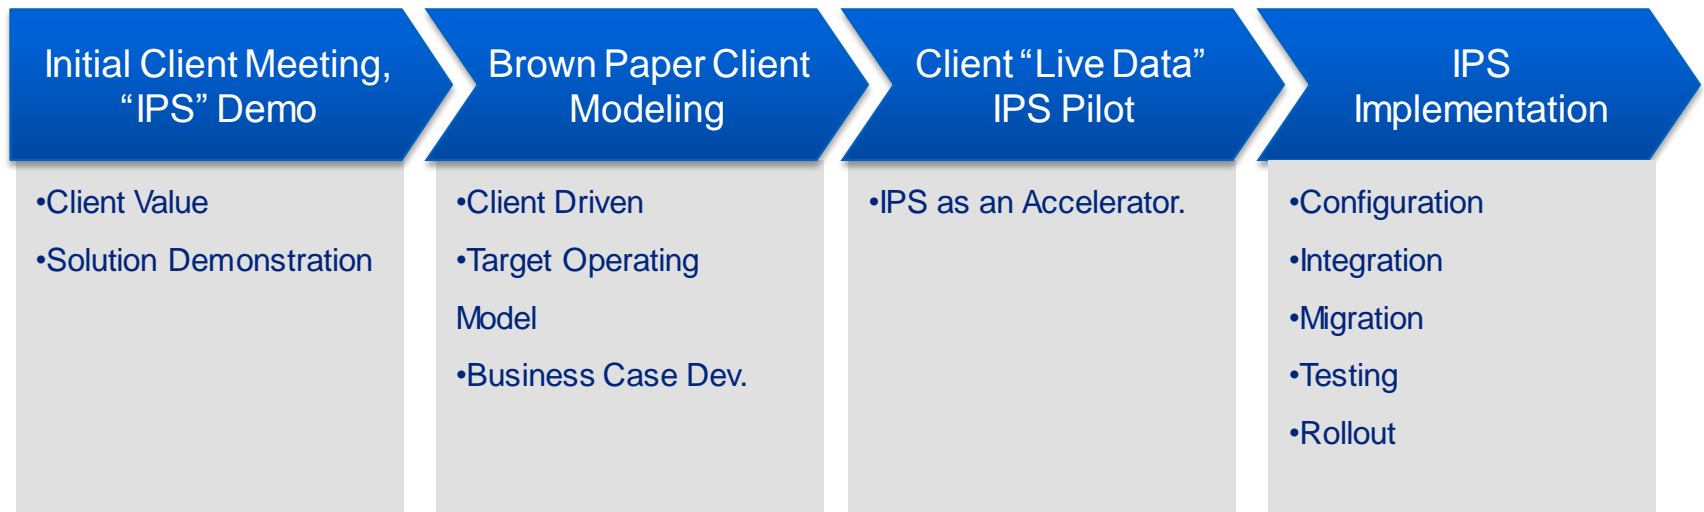 Initial Client Meeting,
“IPS” Demo
•Client Value
•Solution Demonstration
Brown Paper Client
Modeling
•Client Driven
•Target Operating
Model
•Business Case Dev.
Client “Live Data”
IPS Pilot
•IPS as an Accelerator.
IPS
Implementation
•Configuration
•Integration
•Migration
•Testing
•Rollout